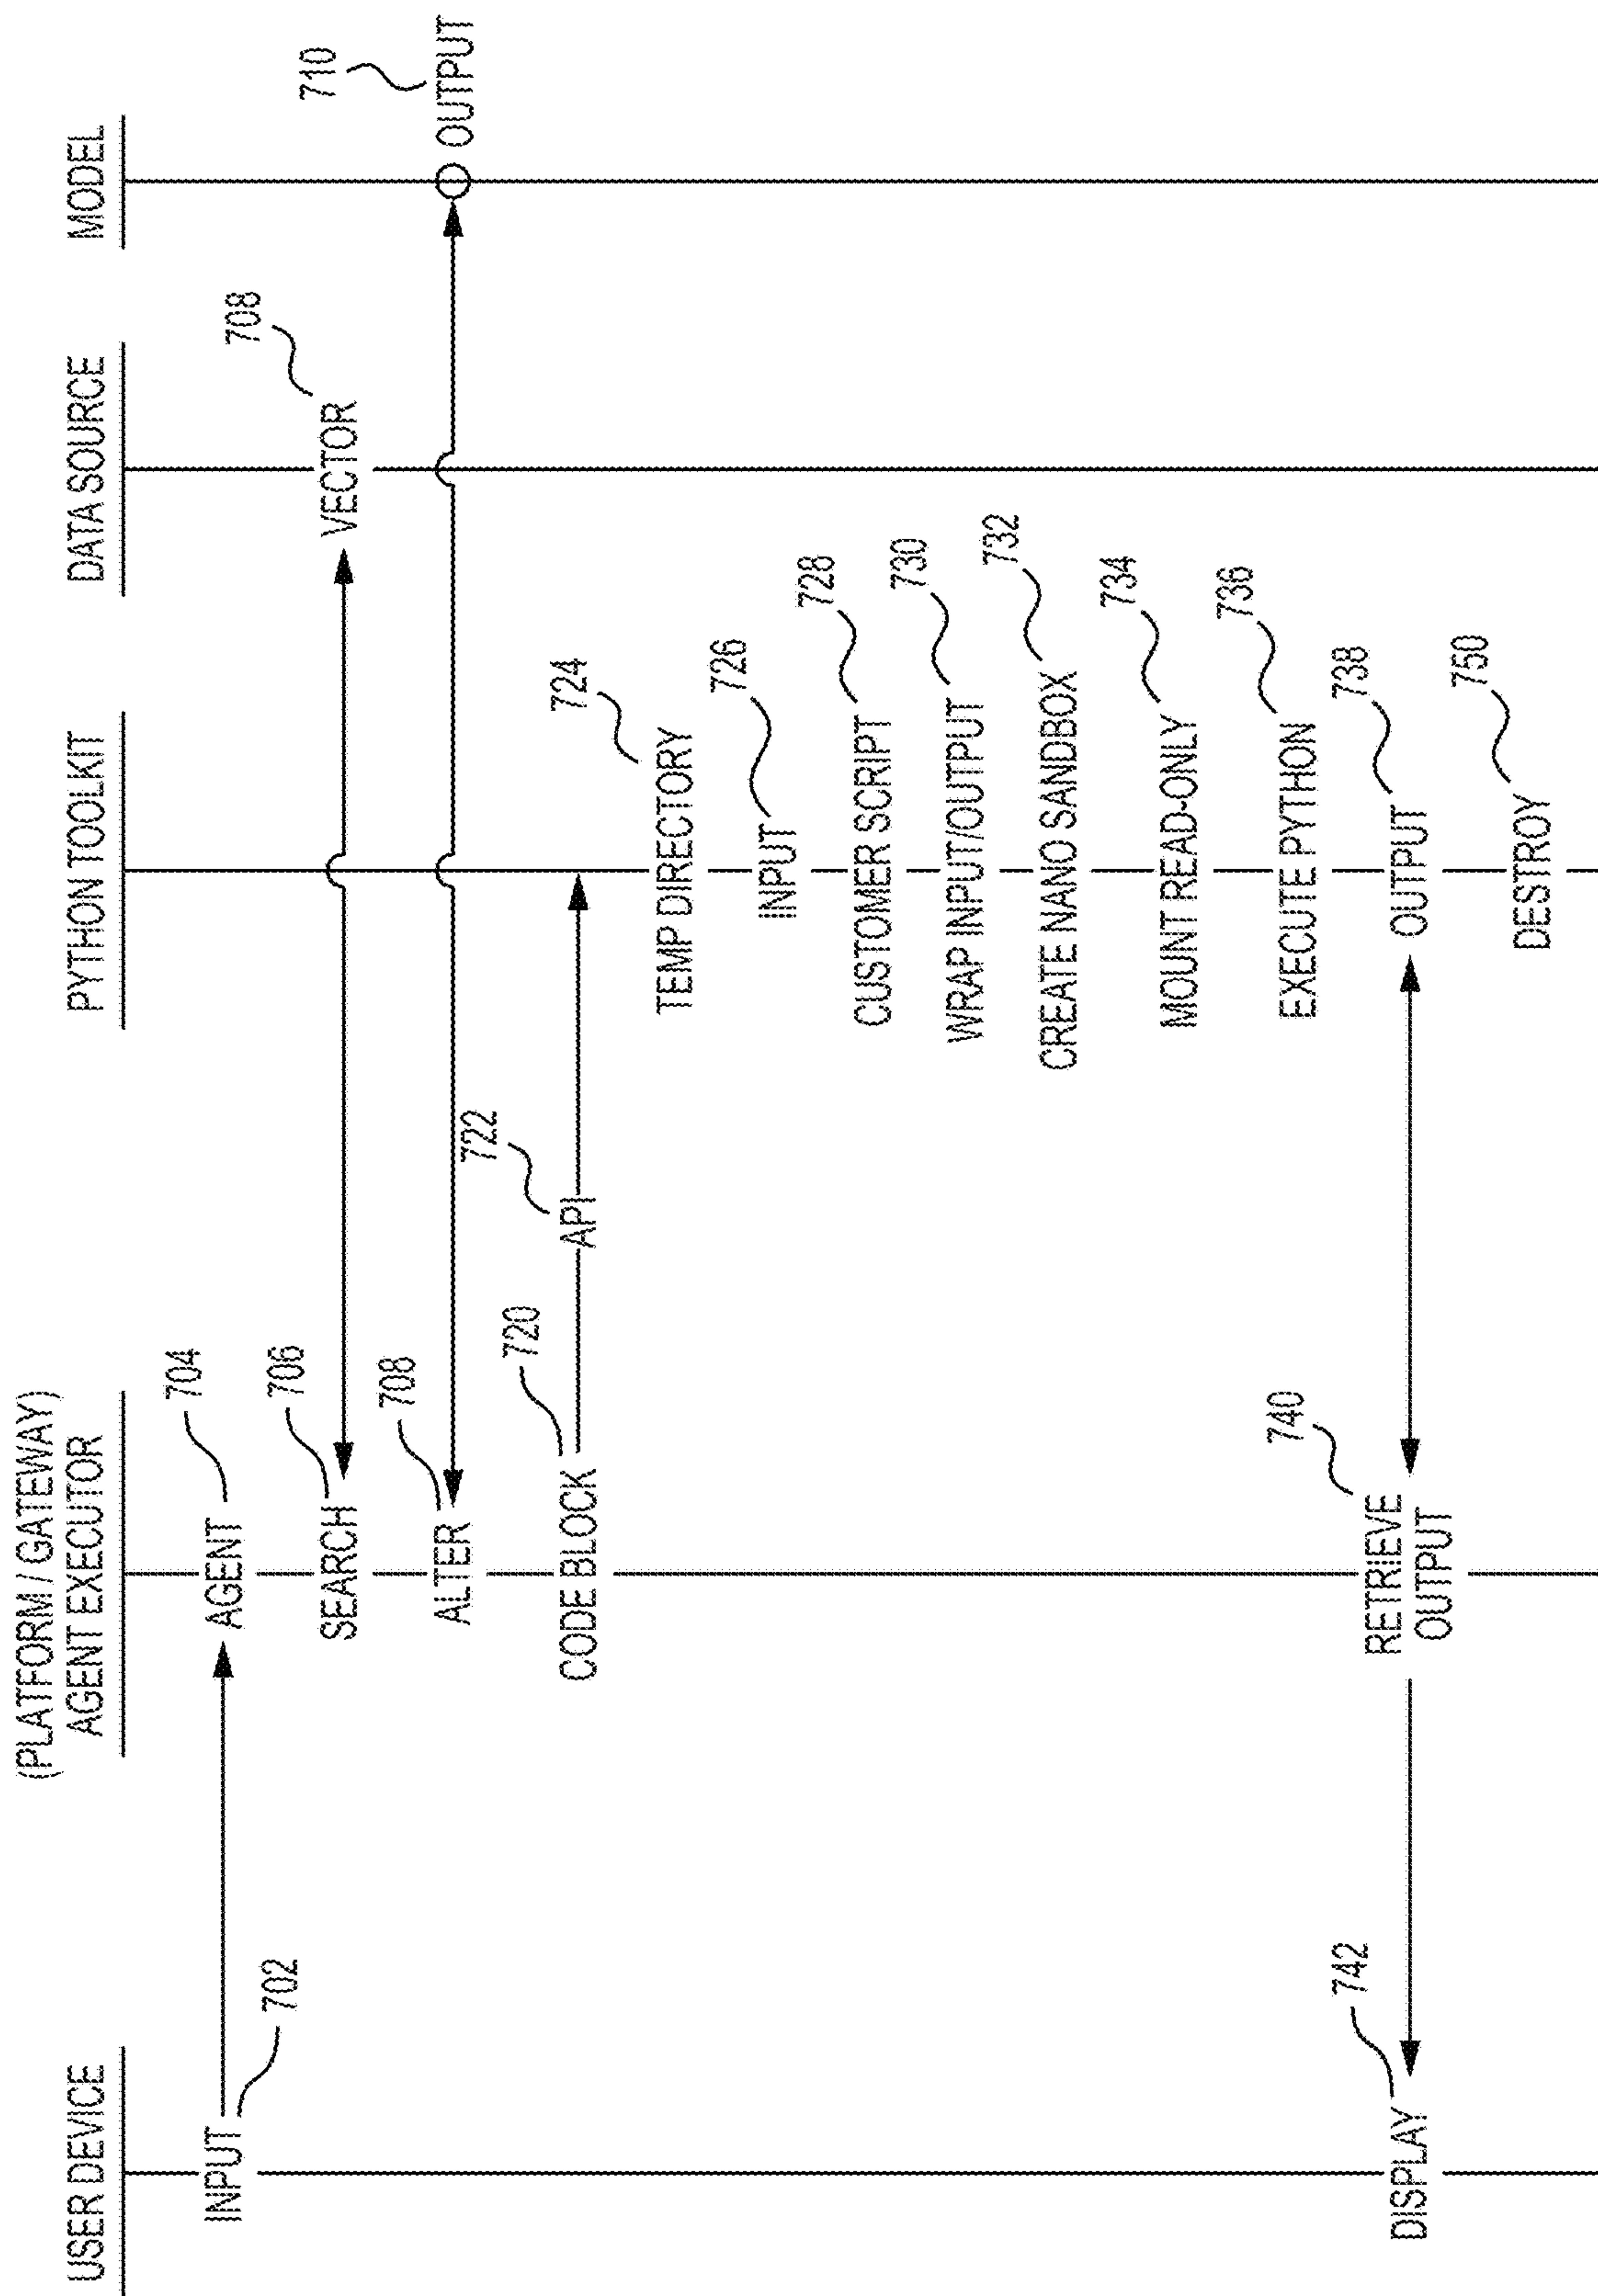 USER DEVICE
(PLATFORM / GATEWAY)
AGENT EXECUTOR
PYTHON TOOLKIT
DATA SOURCE
MODEL
INPUT
702
AGENT
704
SEARCH
706
VECTOR
708
ALTER
708
OUTPUT
710
CODE BLOCK
720
API
722
TEMP DIRECTORY
724
INPUT
726
CUSTOMER SCRIPT
728
WRAP INPUT/OUTPUT
730
CREATE NANO SANDBOX
732
MOUNT READ-ONLY
734
EXECUTE PYTHON
736
OUTPUT
738
RETRIEVE
OUTPUT
740
DISPLAY
742
DESTROY
750